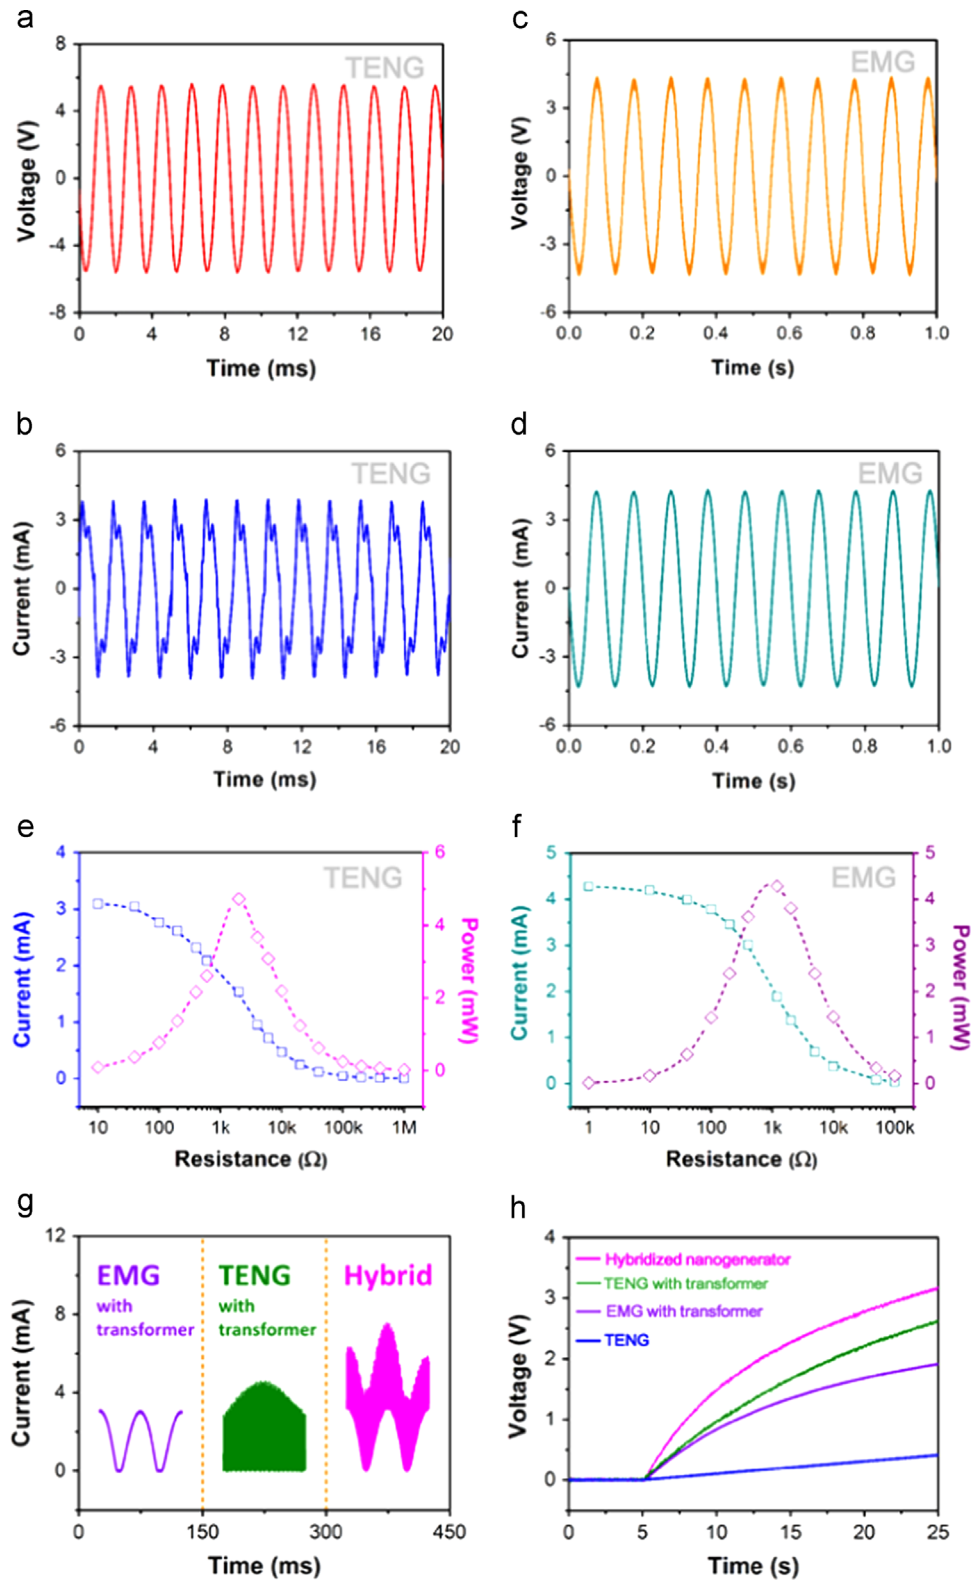 a
TENG
Voltage (V)
8
4
0
-4
-8
0 4 8 12 16 20
Time (ms)
c
EMG
Voltage (V)
6
3
0
-3
-6
0.0 0.2 0.4 0.6 0.8 1.0
Time (s)
b
TENG
Current (mA)
6
3
0
-3
-6
0 4 8 12 16 20
Time (ms)
d
EMG
Current (mA)
6
3
0
-3
-6
0.0 0.2 0.4 0.6 0.8 1.0
Time (s)
e
TENG
Current (mA)
4
3
2
1
0
Power (mW)
6
4
2
0
10 100 1k 10k 100k 1M
Resistance (Ω)
f
EMG
Current (mA)
5
4
3
2
1
0
Power (mW)
5
4
3
2
1
0
1 10 100 1k 10k 100k
Resistance (Ω)
g
Current (mA)
12
8
4
0
EMG
with
transformer
TENG
with
transformer
Hybrid
0 150 300 450
Time (ms)
h
Voltage (V)
4
3
2
1
0
Hybridized nanogenerator
TENG with transformer
EMG with transformer
TENG
0 5 10 15 20 25
Time (s)